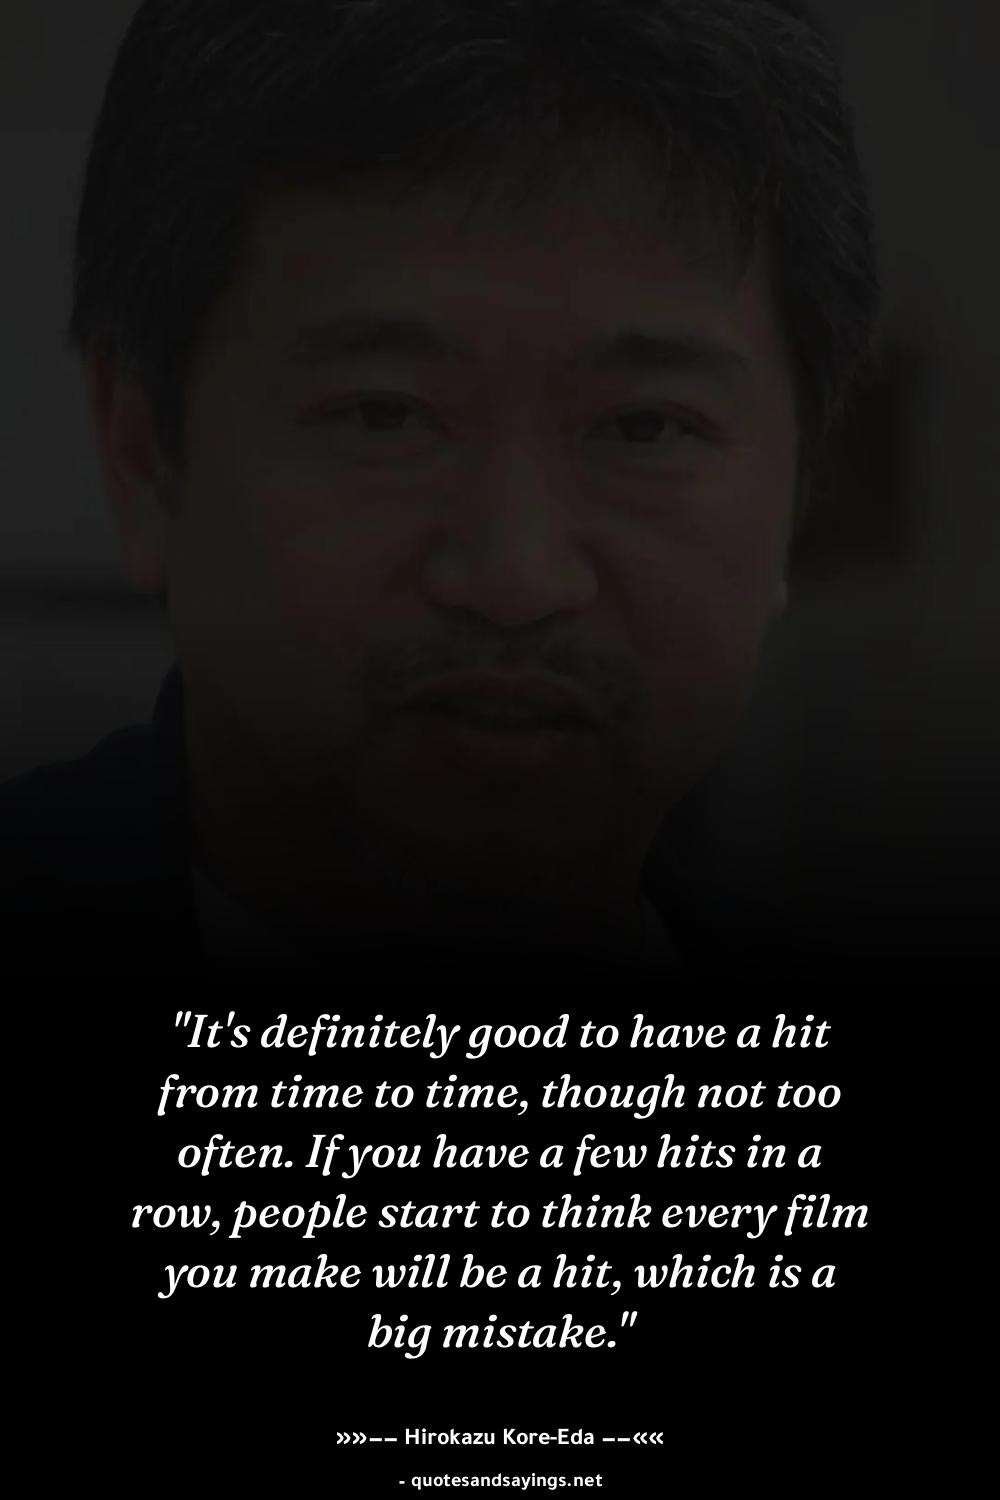 "It's definitely good to have a hit
from time to time, though not too
often. If you have a few hits in a
row, people start to think every film
you make will be a hit, which is a
big mistake."
»»−− Hirokazu Kore-Eda −−««
- quotesandsayings.net